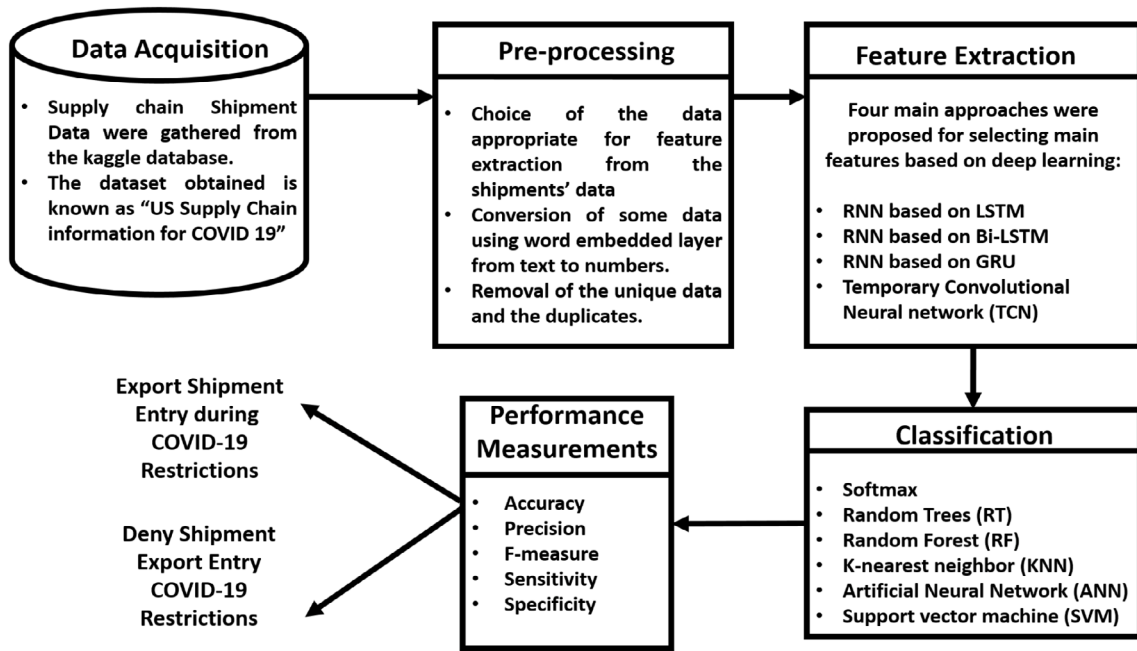 Data Acquisition
• Supply chain Shipment
Data were gathered from
the kaggle database.
• The dataset obtained is
known as “US Supply Chain
information for COVID 19”
Pre-processing
• Choice of the data
appropriate for feature
extraction from the
shipments’ data
• Conversion of some data
using word embedded layer
from text to numbers.
• Removal of the unique data
and the duplicates.
Feature Extraction
Four main approaches were
proposed for selecting main
features based on deep learning:
• RNN based on LSTM
• RNN based on Bi-LSTM
• RNN based on GRU
• Temporary Convolutional
Neural network (TCN)
Classification
• Softmax
• Random Trees (RT)
• Random Forest (RF)
• K-nearest neighbor (KNN)
• Artificial Neural Network (ANN)
• Support vector machine (SVM)
Performance
Measurements
• Accuracy
• Precision
• F-measure
• Sensitivity
• Specificity
Export Shipment
Entry during
COVID-19
Restrictions
Deny Shipment
Export Entry
COVID-19
Restrictions